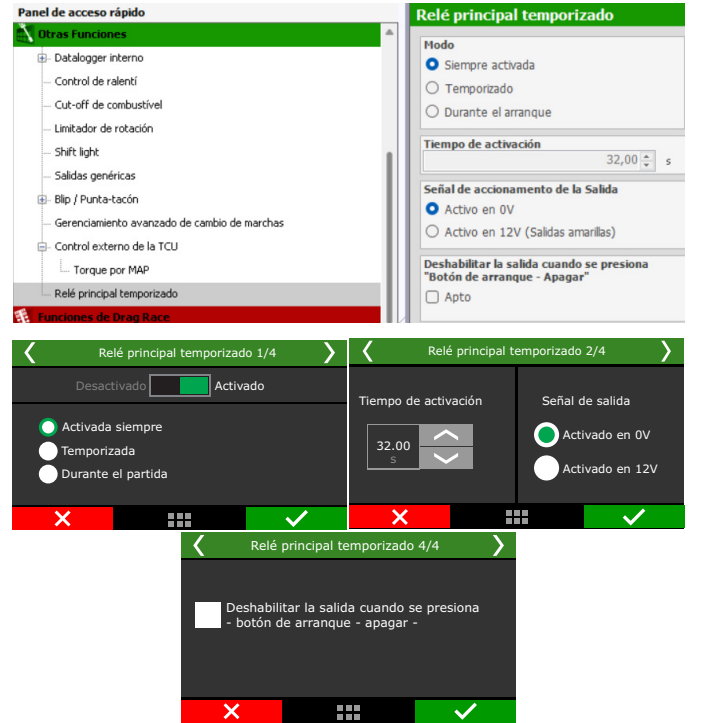 Panel de acceso rápido
Otras Funciones
Datalogger interno
Control de ralentí
Cut-off de combustível
Limitador de rotación
Shift light
Salidas genéricas
Blip / Punta-tacón
Gerenciamiento avanzado de cambio de marchas
Control externo de la TCU
Torque por MAP
Relé principal temporizado
Funciones de Drag Race
Relé principal temporizado
Modo
Siempre activada
Temporizado
Durante el arranque
Tiempo de activación
32,00 s
Señal de accionamento de la Salida
Activo en 0V
Activo en 12V (Salidas amarillas)
Deshabilitar la salida cuando se presiona
"Botón de arranque - Apagar"
Apto
Relé principal temporizado 1/4
Desactivado Activado
Activada siempre
Temporizada
Durante el partida
Relé principal temporizado 2/4
Tiempo de activación
32.00
s
Señal de salida
Activado en 0V
Activado en 12V
Relé principal temporizado 4/4
Deshabilitar la salida cuando se presiona
- botón de arranque - apagar -